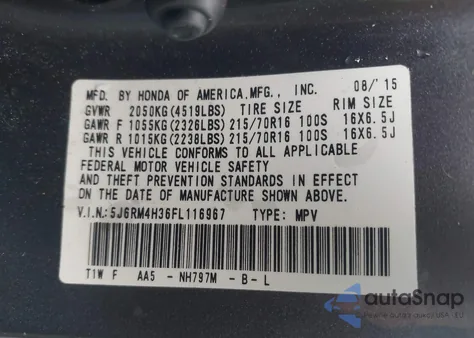 MFD. BY HONDA OF AMERICA.MFG., INC. 08/'15
GVWR 2050KG(4519LBS) TIRE SIZE RIM SIZE
GAWR F 1055KG(2326LBS) 215/70R16 100S 16X6.5J
GAWR R 1015KG(2238LBS) 215/70R16 100S 16X6.5J
THIS VEHICLE CONFORMS TO ALL APPLICABLE
FEDERAL MOTOR VEHICLE SAFETY
AND THEFT PREVENTION STANDARDS IN EFFECT
ON THE DATE OF MANUFACTURE SHOWN ABOVE.
V.I.N.:5J6RM4H36FL116967 TYPE: MPV
T1W F AA5 - NH797M - B - L
autoSnap